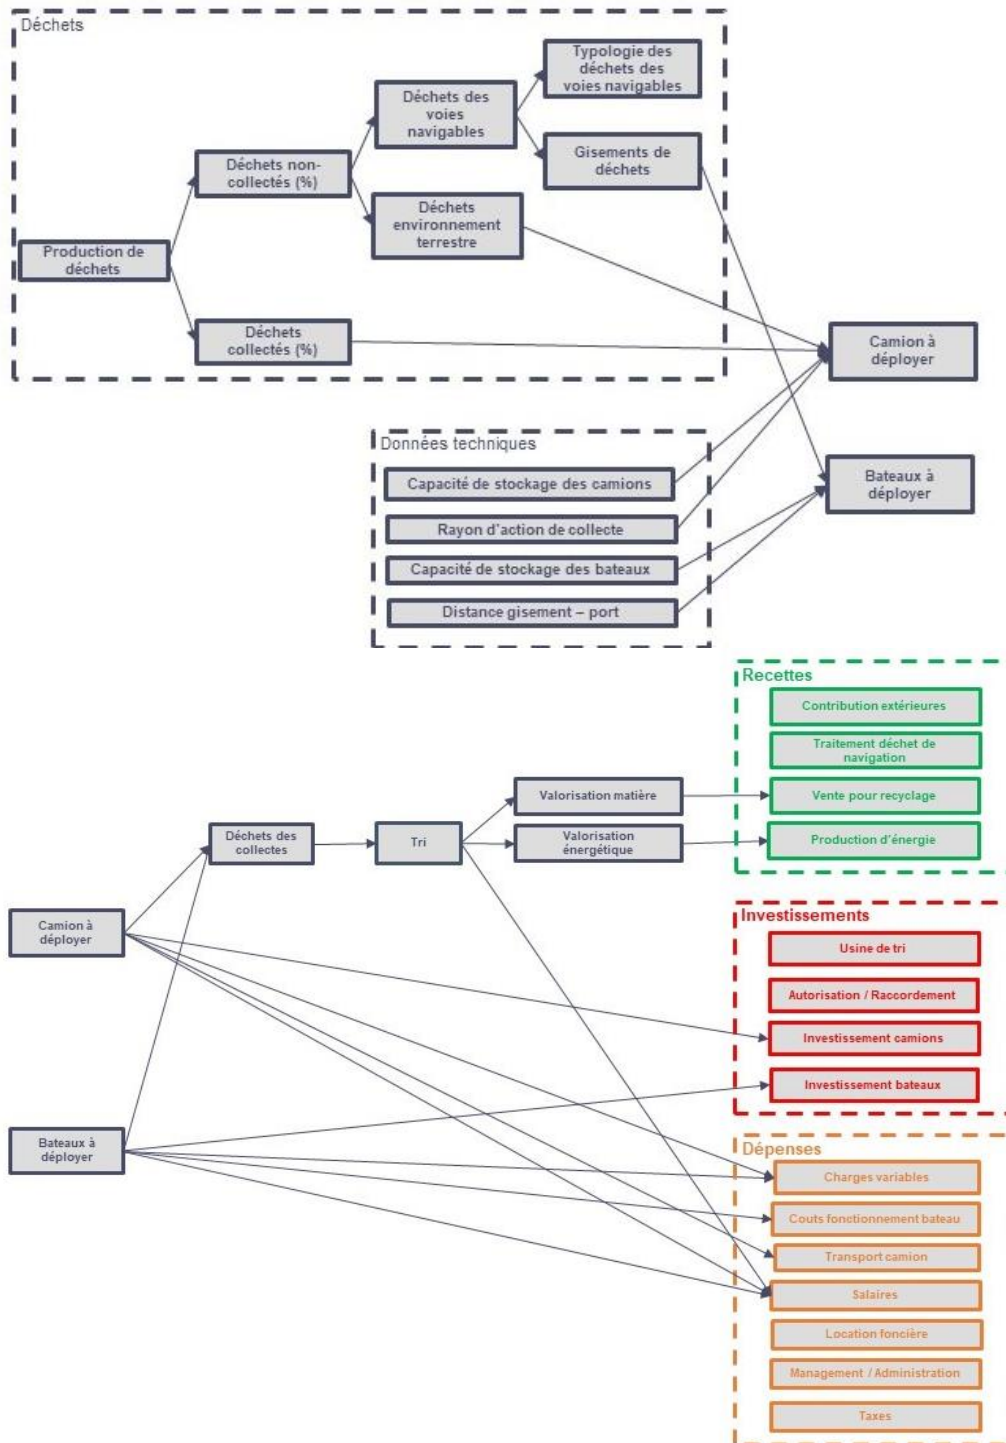 Déchets
Typologie des
déchets des
voies navigables
Déchets des
voies
navigables
Gisements de
déchets
Déchets non-
collectés (%)
Déchets
environnement
terrestre
Production de
déchets
Déchets
collectés (%)
Camion à
déployer
Données techniques
Capacité de stockage des camions
Rayon d'action de collecte
Capacité de stockage des bateaux
Distance gisement – port
Bateaux à
déployer
Recettes
Contribution extérieures
Traitement déchet de
navigation
Vente pour recyclage
Production d'énergie
Valorisation matière
Valorisation
énergétique
Déchets des
collectes
Tri
Camion à
déployer
Investissements
Usine de tri
Autorisation / Raccordement
Investissement camions
Investissement bateaux
Bateaux à
déployer
Dépenses
Charges variables
Couts fonctionnement bateau
Transport camion
Salaires
Location foncière
Management / Administration
Taxes